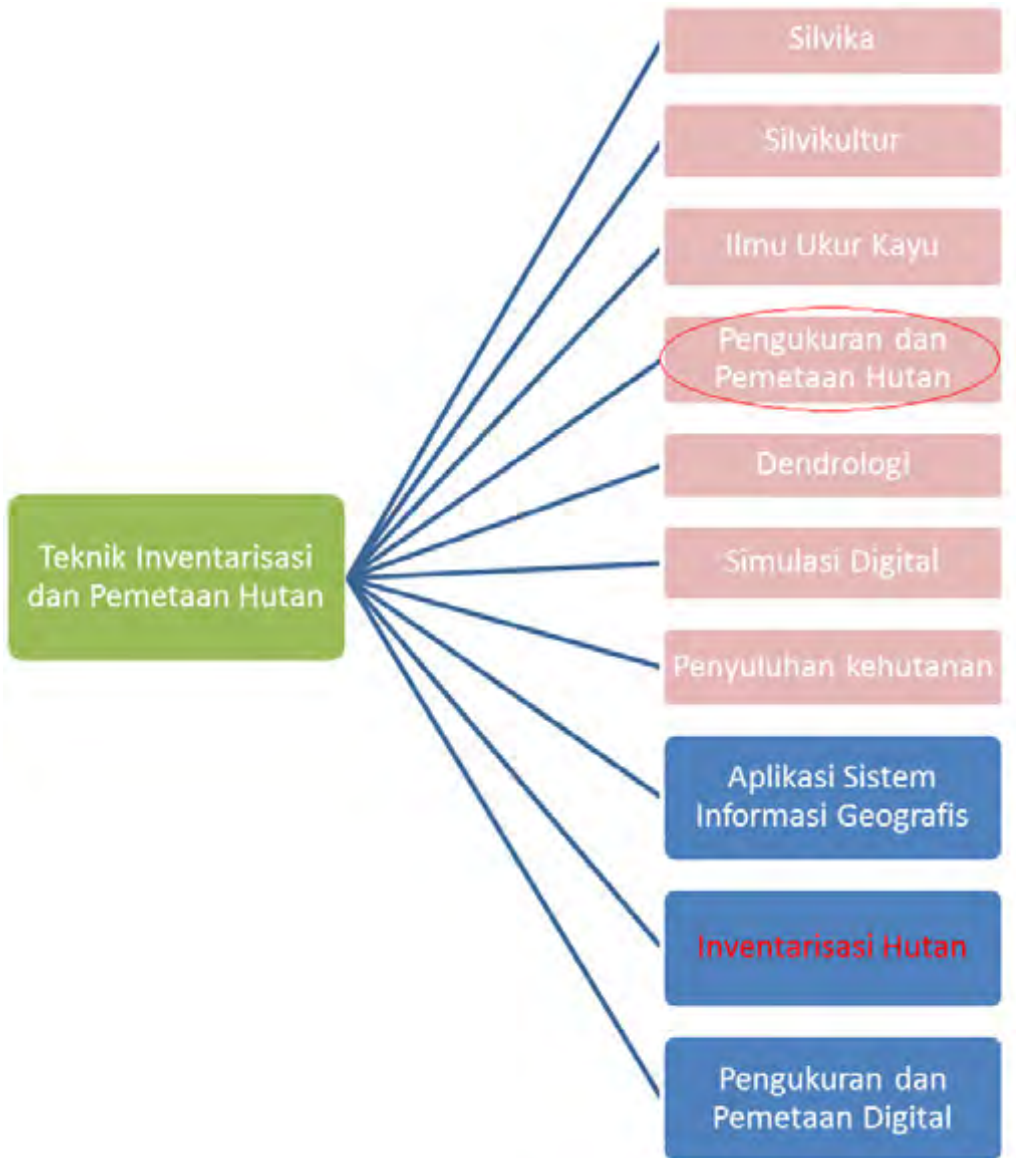 Silvika
Silvikultur
Ilmu Ukur Kayu
Pengukuran dan
Pemetaan Hutan
Dendrologi
Teknik Inventarisasi
dan Pemetaan Hutan
Simulasi Digital
Penyuluhan kehutanan
Aplikasi Sistem
Informasi Geografis
Inventarisasi Hutan
Pengukuran dan
Pemetaan Digital